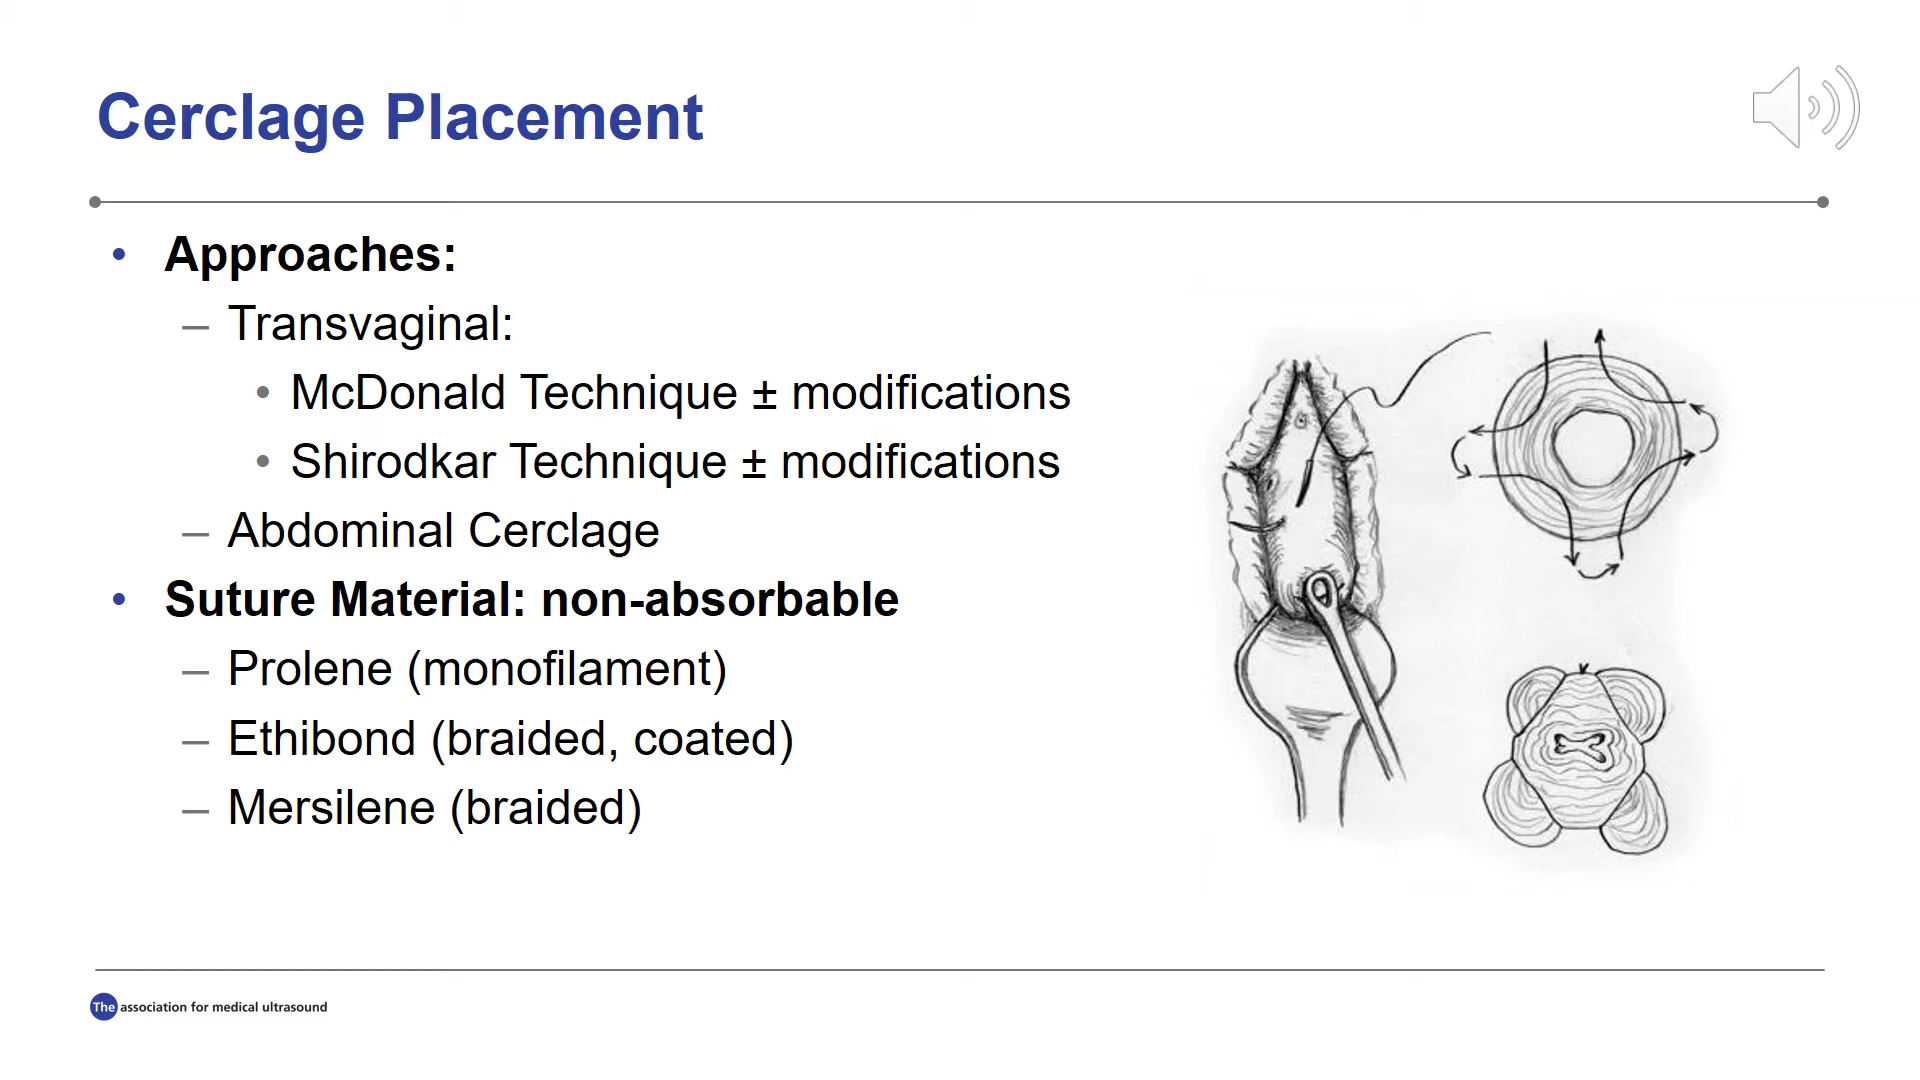 Cerclage Placement
• Approaches:
– Transvaginal:
• McDonald Technique ± modifications
• Shirodkar Technique ± modifications
– Abdominal Cerclage
• Suture Material: non-absorbable
– Prolene (monofilament)
– Ethibond (braided, coated)
– Mersilene (braided)
The association for medical ultrasound